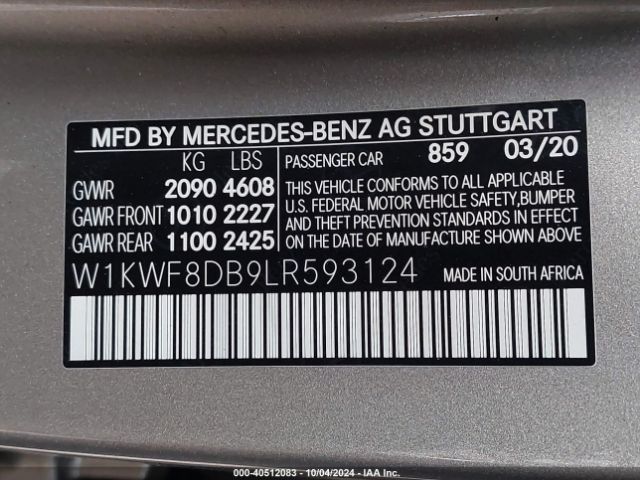 MFD BY MERCEDES-BENZ AG STUTTGART
KG LBS
GVWR 2090 4608
GAWR FRONT 1010 2227
GAWR REAR 1100 2425
PASSENGER CAR 859 03/20
THIS VEHICLE CONFORMS TO ALL APPLICABLE
U.S. FEDERAL MOTOR VEHICLE SAFETY,BUMPER
AND THEFT PREVENTION STANDARDS IN EFFECT
ON THE DATE OF MANUFACTURE SHOWN ABOVE.
W1KWF8DB9LR593124 MADE IN SOUTH AFRICA
000-40512083 - 10/04/2024 - IAA Inc.